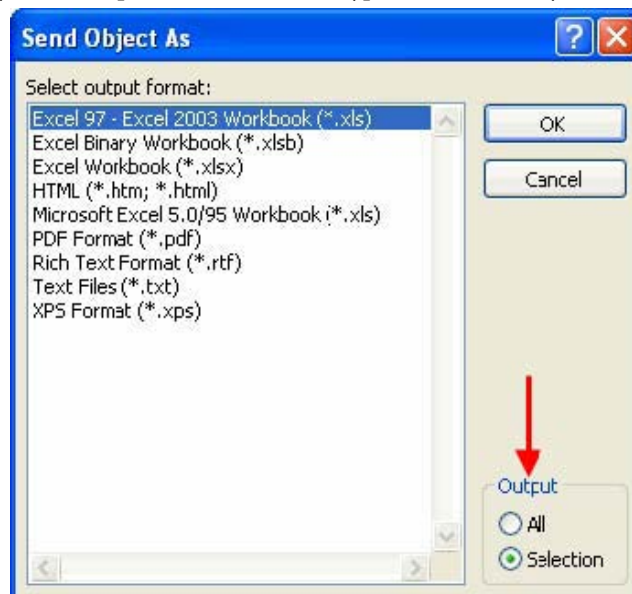 Send Object As
Select output format:
Excel 97 - Excel 2003 Workbook (*.xls)
Excel Binary Workbook (*.xlsb)
Excel Workbook (*.xlsx)
HTML (*.htm; *.html)
Microsoft Excel 5.0/95 Workbook (*.xls)
PDF Format (*.pdf)
Rich Text Format (*.rtf)
Text Files (*.txt)
XPS Format (*.xps)
OK
Cancel
Output
All
Selection